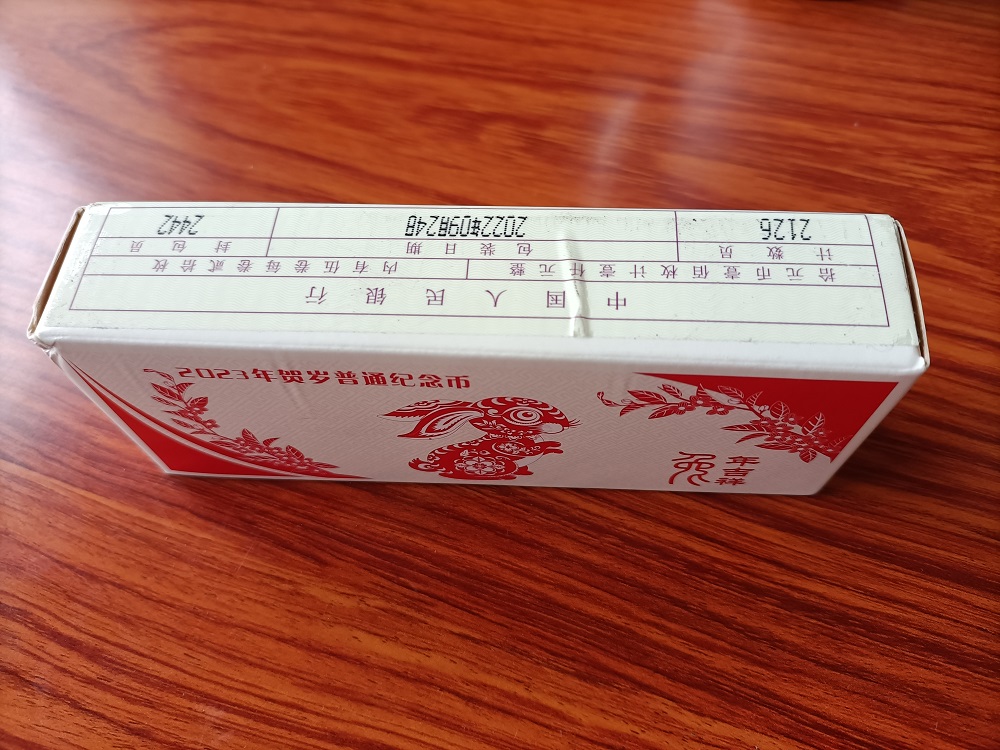 中国人民银行
拾元币壹佰枚计壹仟元整 内有伍卷每卷贰拾枚
计数员 包装日期 封包员
2126 2022年09月24日 2442
2023年贺岁普通纪念币
兔年吉祥